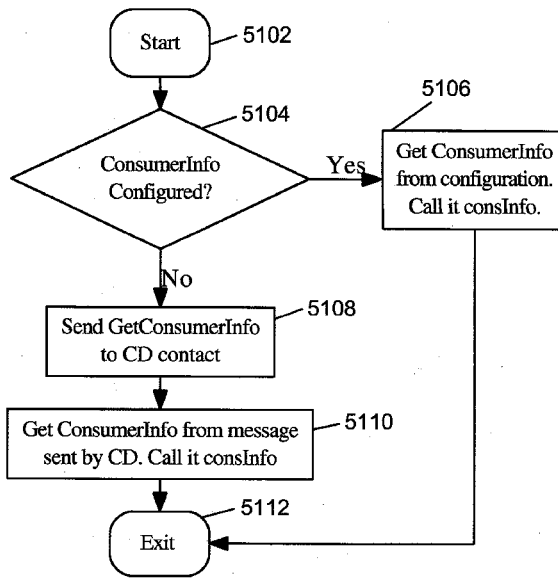 Start
5102
5104
ConsumerInfo
Configured?
Yes
5106
Get ConsumerInfo
from configuration.
Call it consInfo.
No
Send GetConsumerInfo
to CD contact
5108
Get ConsumerInfo from message
sent by CD. Call it consInfo
5110
5112
Exit